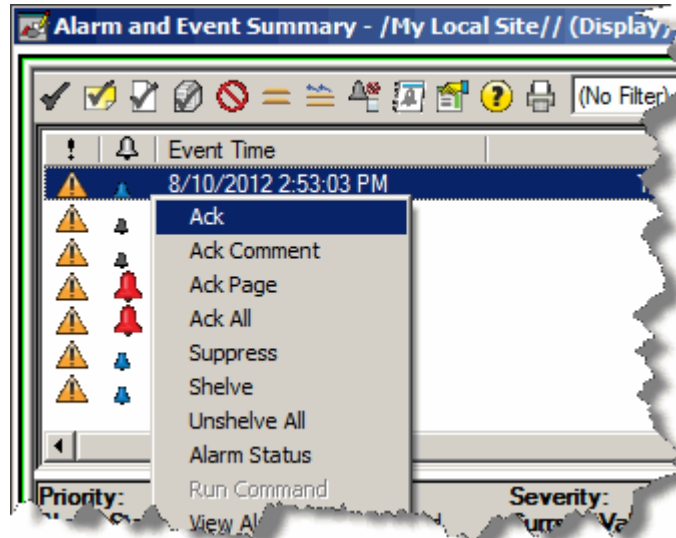 Alarm and Event Summary - /My Local Site// (Display)
(No Filter)
! Event Time
8/10/2012 2:53:03 PM
Ack
Ack Comment
Ack Page
Ack All
Suppress
Shelve
Unshelve All
Alarm Status
Run Command
Priority: Severity:
View